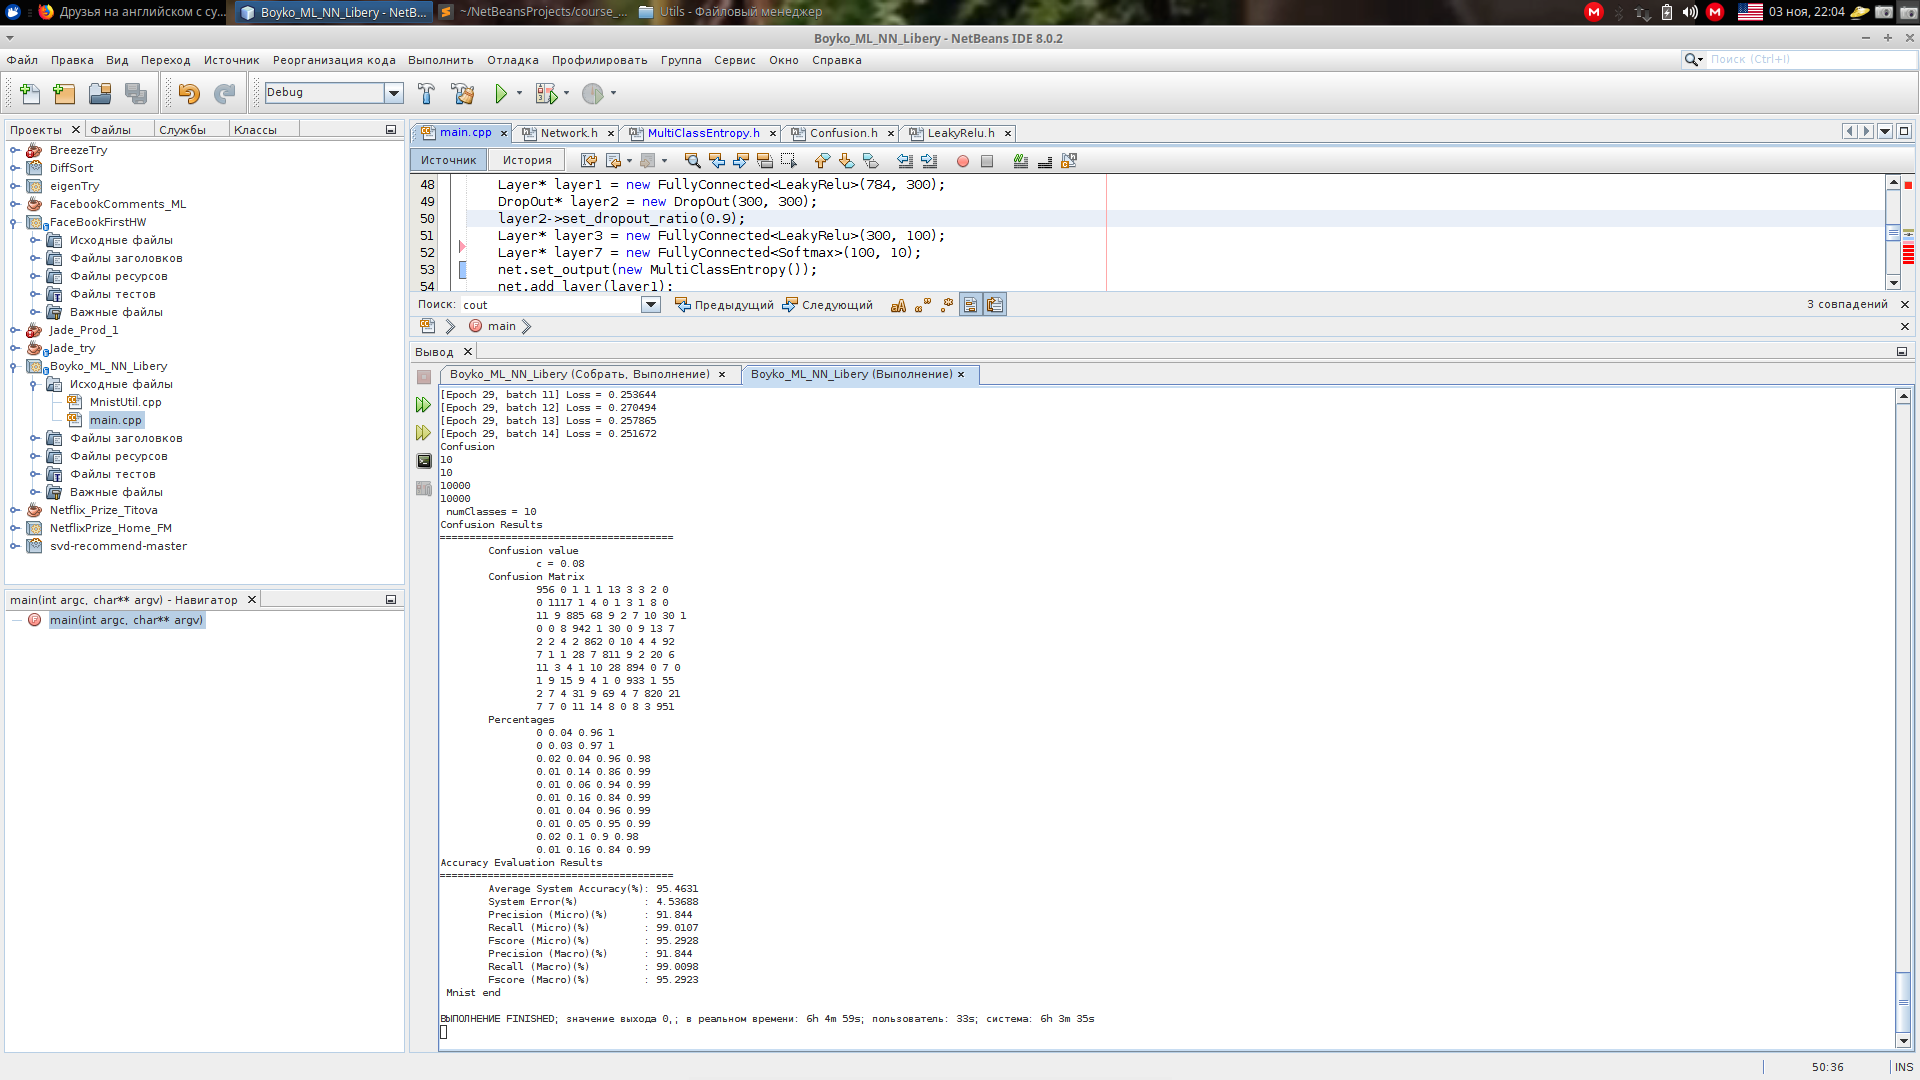 Друзья на английском с су...
Boyko_ML_NN_Libery - NetB...
~/NetBeansProjects/course_...
Utils - Файловый менеджер
03 ноя, 22:04
Boyko_ML_NN_Libery - NetBeans IDE 8.0.2
Файл Правка Вид Переход Источник Реорганизация кода Выполнить Отладка Профилировать Группа Сервис Окно Справка
Поиск (Ctrl+I)
Debug
Проекты Файлы Службы Классы
BreezeTry
DiffSort
eigenTry
FacebookComments_ML
FaceBookFirstHW
Исходные файлы
Файлы заголовков
Файлы ресурсов
Файлы тестов
Важные файлы
Jade_Prod_1
Jade_try
Boyko_ML_NN_Libery
Исходные файлы
MnistUtil.cpp
main.cpp
Файлы заголовков
Файлы ресурсов
Файлы тестов
Важные файлы
Netflix_Prize_Titova
NetflixPrize_Home_FM
svd-recommend-master
main(int argc, char** argv) - Навигатор
main(int argc, char** argv)
main.cpp Network.h MultiClassEntropy.h Confusion.h LeakyRelu.h
Источник История
48 Layer* layer1 = new FullyConnected<LeakyRelu>(784, 300);
49 DropOut* layer2 = new DropOut(300, 300);
50 layer2->set_dropout_ratio(0.9);
51 Layer* layer3 = new FullyConnected<LeakyRelu>(300, 100);
52 Layer* layer7 = new FullyConnected<Softmax>(100, 10);
53 net.set_output(new MultiClassEntropy());
54 net.add_layer(layer1);
Поиск: cout Предыдущий Следующий 3 совпадений
main
Вывод
Boyko_ML_NN_Libery (Собрать, Выполнение) Boyko_ML_NN_Libery (Выполнение)
[Epoch 29, batch 11] Loss = 0.253644
[Epoch 29, batch 12] Loss = 0.270494
[Epoch 29, batch 13] Loss = 0.257865
[Epoch 29, batch 14] Loss = 0.251672
Confusion
10
10
10000
10000
numClasses = 10
Confusion Results
=======================================
Confusion value
c = 0.08
Confusion Matrix
956 0 1 1 1 13 3 3 2 0
0 1117 1 4 0 1 3 1 8 0
11 9 885 68 9 2 7 10 30 1
0 0 8 942 1 30 0 9 13 7
2 2 4 2 862 0 10 4 4 92
7 1 1 28 7 811 9 2 20 6
11 3 4 1 10 28 894 0 7 0
1 9 15 9 4 1 0 933 1 55
2 7 4 31 9 69 4 7 820 21
7 7 0 11 14 8 0 8 3 951
Percentages
0 0.04 0.96 1
0 0.03 0.97 1
0.02 0.04 0.96 0.98
0.01 0.14 0.86 0.99
0.01 0.06 0.94 0.99
0.01 0.16 0.84 0.99
0.01 0.04 0.96 0.99
0.01 0.05 0.95 0.99
0.02 0.1 0.9 0.98
0.01 0.16 0.84 0.99
Accuracy Evaluation Results
=======================================
Average System Accuracy(%): 95.4631
System Error(%) : 4.53688
Precision (Micro)(%) : 91.844
Recall (Micro)(%) : 99.0107
Fscore (Micro)(%) : 95.2928
Precision (Macro)(%) : 91.844
Recall (Macro)(%) : 99.0098
Fscore (Macro)(%) : 95.2923
Mnist end
ВЫПОЛНЕНИЕ FINISHED; значение выхода 0,; в реальном времени: 6h 4m 59s; пользователь: 33s; система: 6h 3m 35s
50:36 INS